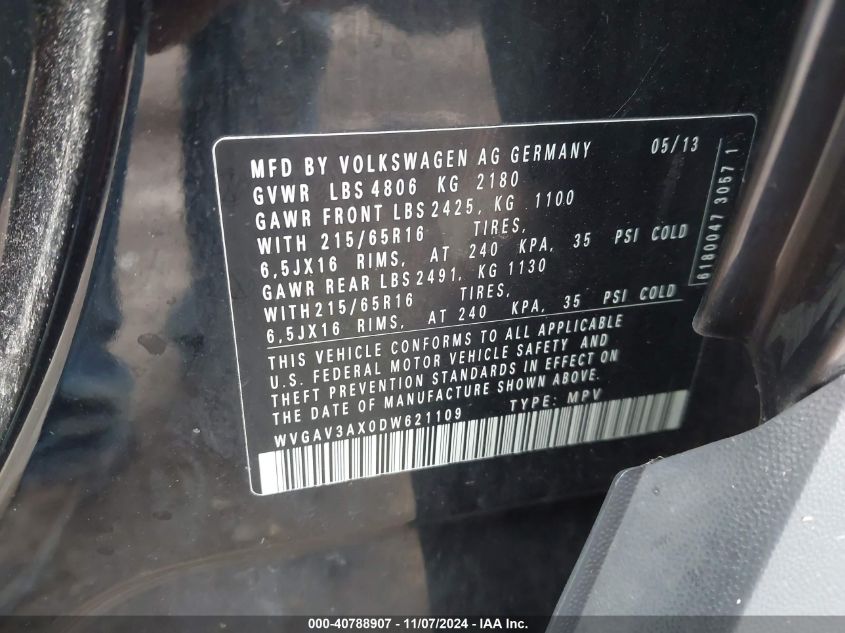 MFD BY VOLKSWAGEN AG GERMANY 05/13
GVWR LBS 4806 KG 2180
GAWR FRONT LBS 2425, KG 1100
WITH 215/65R16 TIRES,
6,5JX16 RIMS, AT 240 KPA, 35 PSI COLD
GAWR REAR LBS 2491, KG 1130
WITH 215/65R16 TIRES,
6,5JX16 RIMS, AT 240 KPA, 35 PSI COLD
THIS VEHICLE CONFORMS TO ALL APPLICABLE
U.S. FEDERAL MOTOR VEHICLE SAFETY AND
THEFT PREVENTION STANDARDS IN EFFECT ON
THE DATE OF MANUFACTURE SHOWN ABOVE.
WVGAV3AX0DW621109 TYPE: MPV
6180047 3057 1
000-40788907 - 11/07/2024 - IAA Inc.